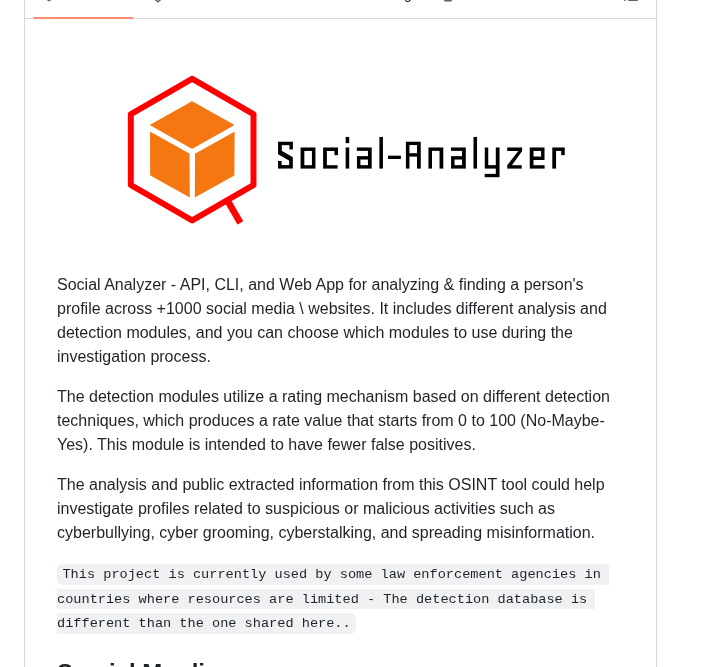 Social-Analyzer
Social Analyzer - API, CLI, and Web App for analyzing & finding a person's
profile across +1000 social media \ websites. It includes different analysis and
detection modules, and you can choose which modules to use during the
investigation process.
The detection modules utilize a rating mechanism based on different detection
techniques, which produces a rate value that starts from 0 to 100 (No-Maybe-
Yes). This module is intended to have fewer false positives.
The analysis and public extracted information from this OSINT tool could help
investigate profiles related to suspicious or malicious activities such as
cyberbullying, cyber grooming, cyberstalking, and spreading misinformation.
This project is currently used by some law enforcement agencies in
countries where resources are limited - The detection database is
different than the one shared here..